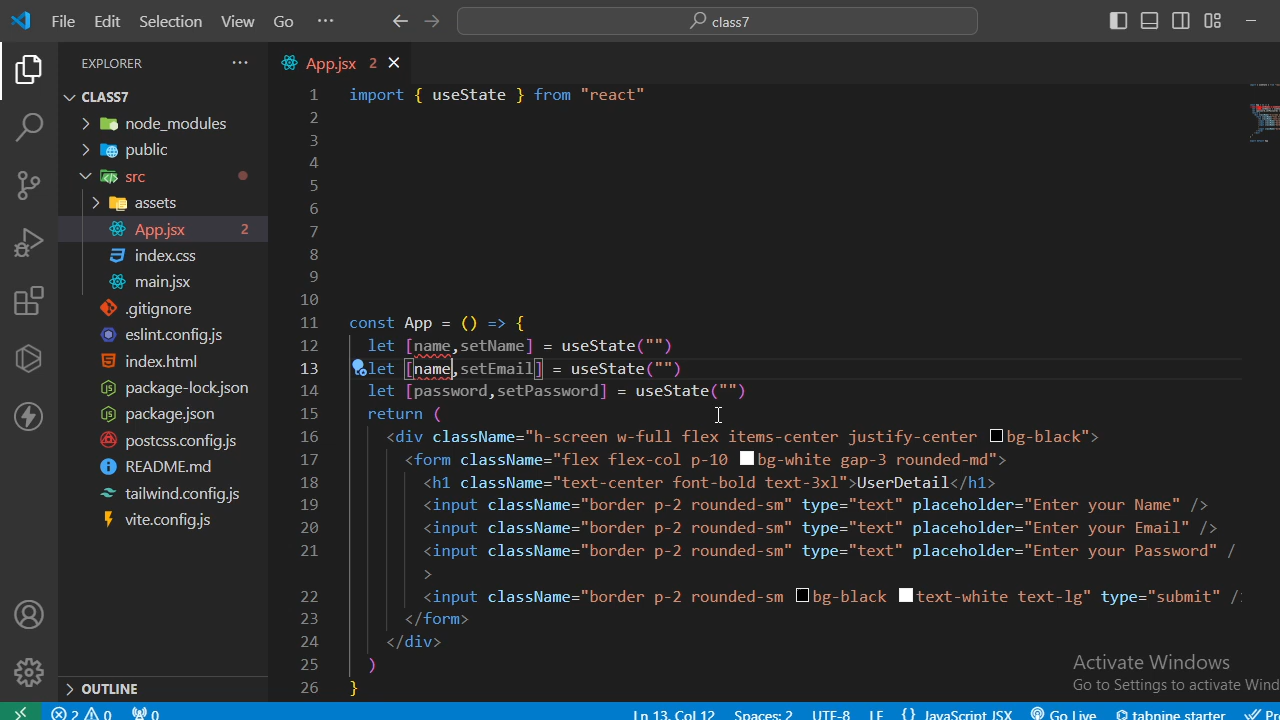 File Edit Selection View Go ··· class7
EXPLORER ···
App.jsx 2
CLASS7
node_modules
public
src
assets
App.jsx 2
index.css
main.jsx
.gitignore
eslint.config.js
index.html
package-lock.json
package.json
postcss.config.js
README.md
tailwind.config.js
vite.config.js
OUTLINE
1 import { useState } from "react"
2
3
4
5
6
7
8
9
10
11 const App = () => {
12 let [name,setName] = useState("")
13 let [name,setEmail] = useState("")
14 let [password,setPassword] = useState("")
15 return (
16 <div className="h-screen w-full flex items-center justify-center bg-black">
17 <form className="flex flex-col p-10 bg-white gap-3 rounded-md">
18 <h1 className="text-center font-bold text-3xl">UserDetail</h1>
19 <input className="border p-2 rounded-sm" type="text" placeholder="Enter your Name" />
20 <input className="border p-2 rounded-sm" type="text" placeholder="Enter your Email" />
21 <input className="border p-2 rounded-sm" type="text" placeholder="Enter your Password" /
>
22 <input className="border p-2 rounded-sm bg-black text-white text-lg" type="submit" /
23 </form>
24 </div>
25 )
26 }
Activate Windows
Go to Settings to activate Wind
2 0 0 Ln 13, Col 12 Spaces: 2 UTF-8 LF {} JavaScript JSX Go Live tabnine starter